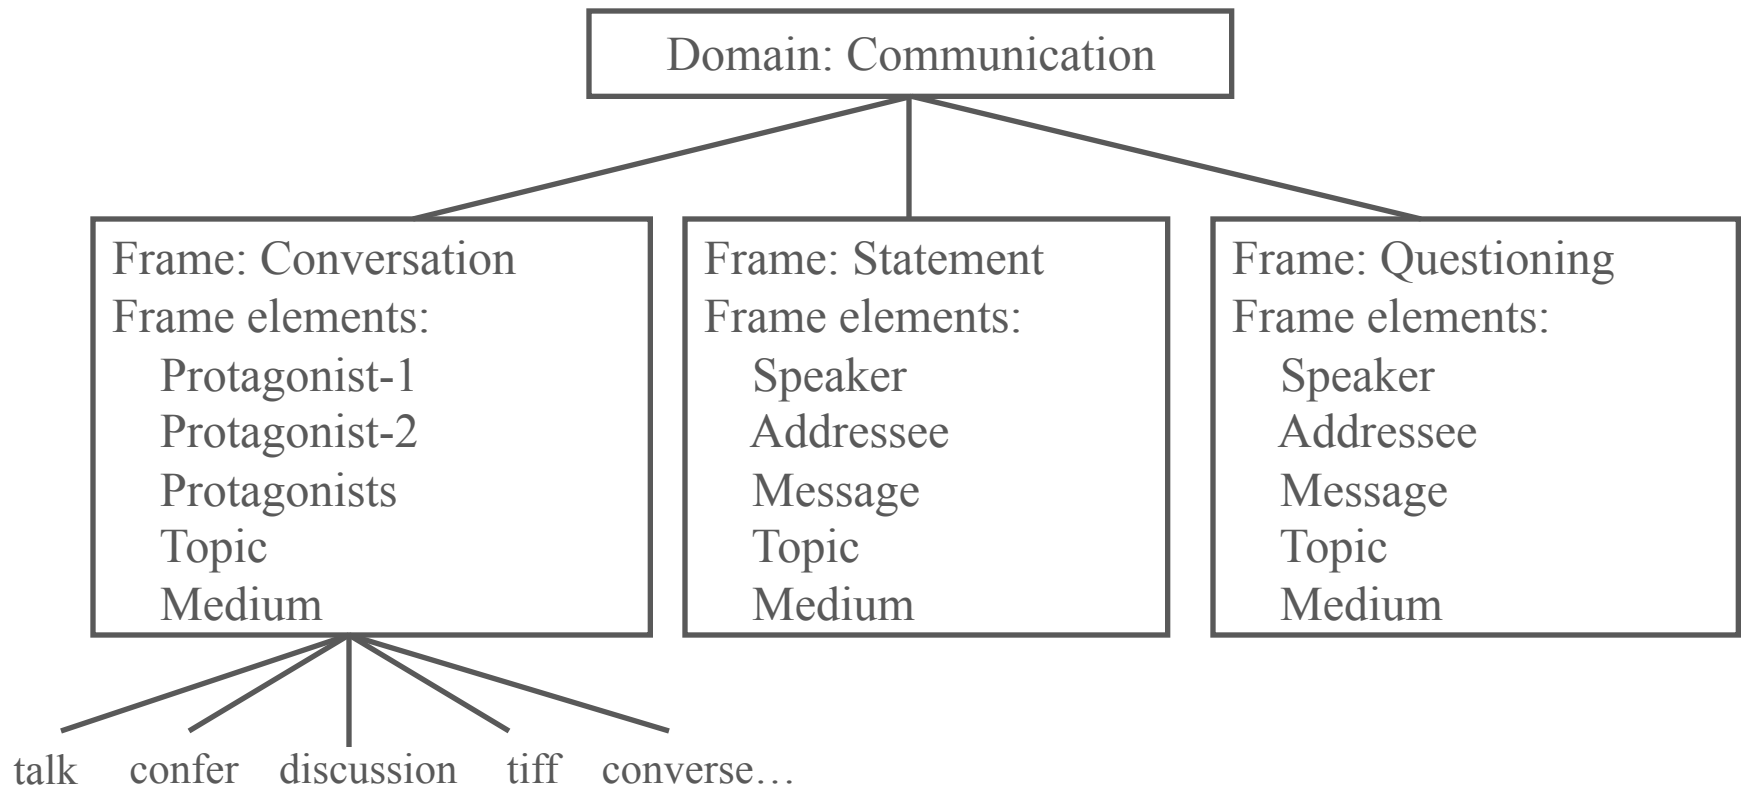 Domain: Communication
Frame: Conversation
Frame elements:
Protagonist-1
Protagonist-2
Protagonists
Topic
Medium
Frame: Statement
Frame elements:
Speaker
Addressee
Message
Topic
Medium
Frame: Questioning
Frame elements:
Speaker
Addressee
Message
Topic
Medium
talk confer discussion tiff converse…